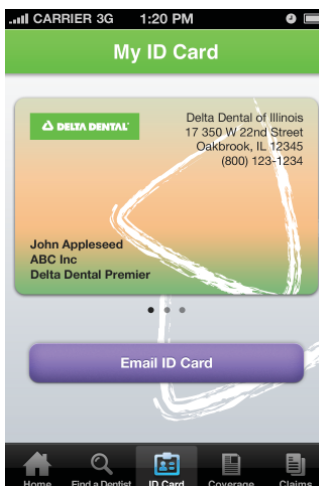 CARRIER 3G 1:20 PM
My ID Card
DELTA DENTAL
Delta Dental of Illinois
17 350 W 22nd Street
Oakbrook, IL 12345
(800) 123-1234
John Appleseed
ABC Inc
Delta Dental Premier
Email ID Card
Home Find a Dentist ID Card Coverage Claims